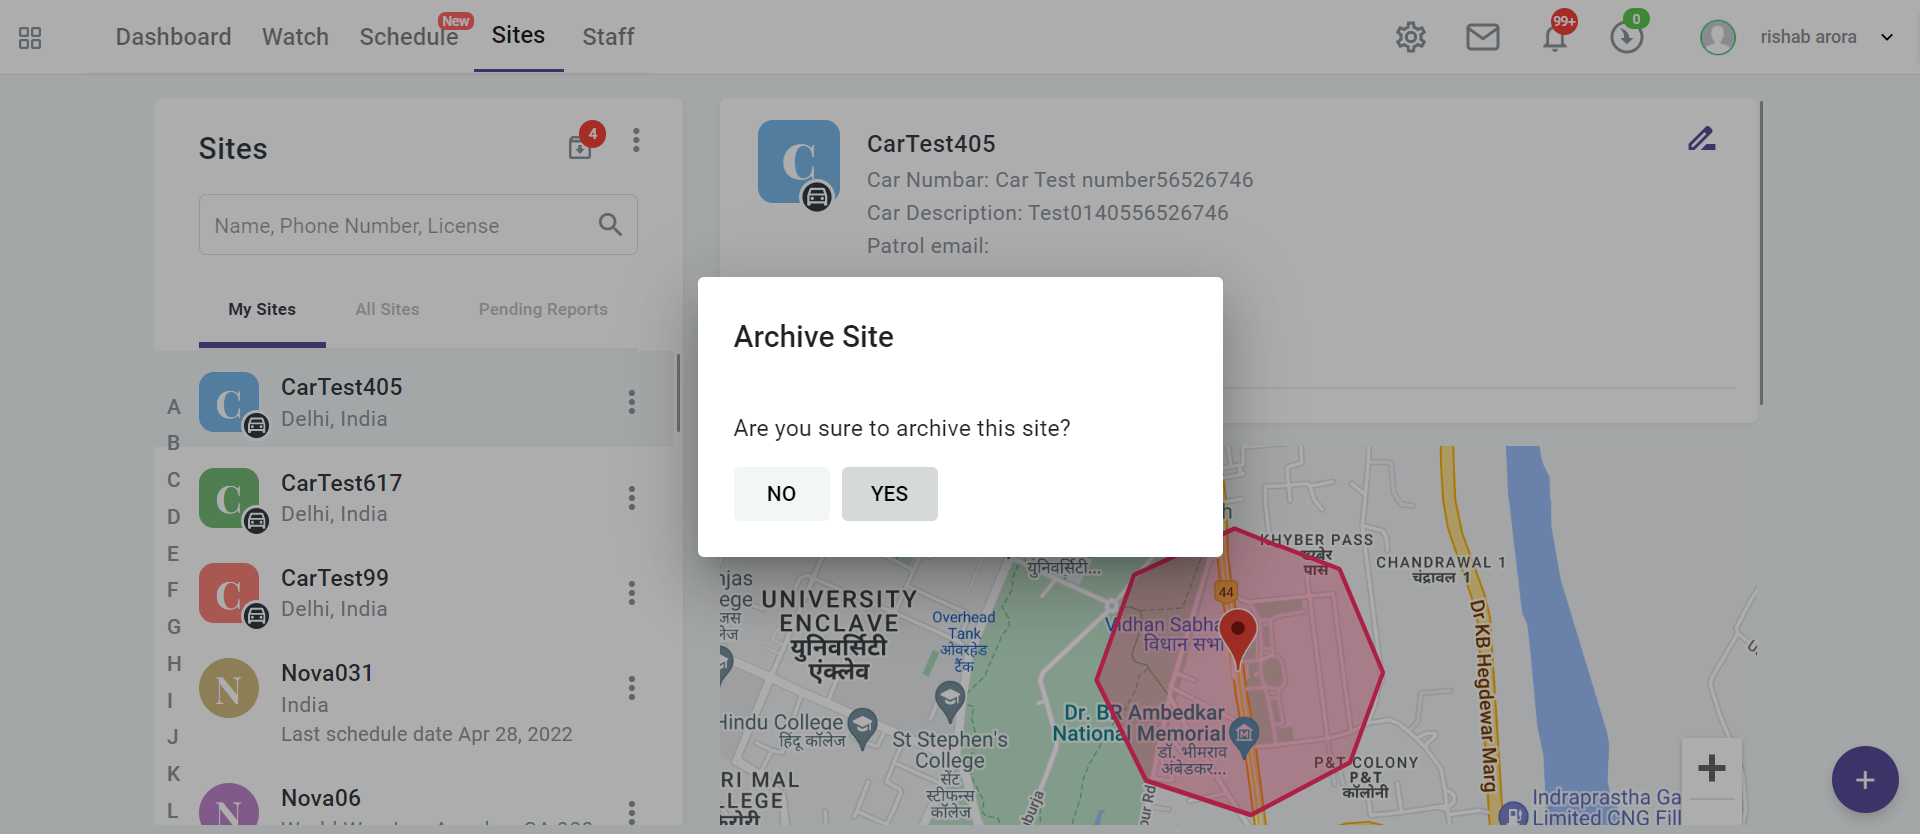 Dashboard
Watch
Schedule
New
Sites
Staff
99+
0
rishab arora
Sites
4
Name, Phone Number, License
My Sites
All Sites
Pending Reports
A
B
C
D
E
F
G
H
I
J
K
L
C
CarTest405
Delhi, India
C
CarTest617
Delhi, India
C
CarTest99
Delhi, India
N
Nova031
India
Last schedule date Apr 28, 2022
N
Nova06
C
CarTest405
Car Numbar: Car Test number56526746
Car Description: Test0140556526746
Patrol email:
Archive Site
Are you sure to archive this site?
NO
YES
KHYBER PASS
पास
CHANDRAWAL 1
चंद्रावल 1
यूनिवर्सिटी...
44
UNIVERSITY
ENCLAVE
यूनिवर्सिटी
एंक्लेव
Overhead
Tank
ओवरहेड
टैंक
Vidhan Sabha
विधान सभा
Dr KB Hegdewar Marg
Hindu College
हिंदू कॉलेज
St Stephen's
College
सेंट
स्टीफन्स
कॉलेज
Dr. BR Ambedkar
National Memorial
डॉ. भीमराव
अंबेडकर...
P&T COLONY
P&T
कॉलोनी
RI MAL
LLEGE
Indraprastha Ga
Limited CNG Fill